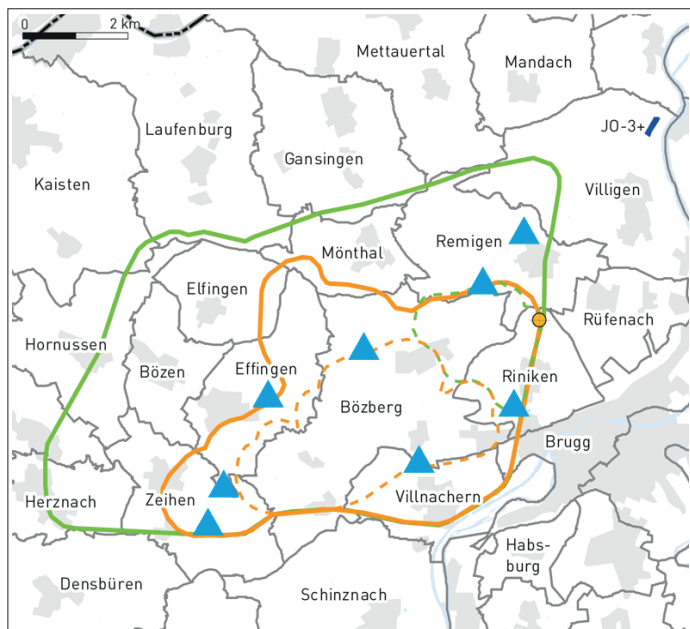 0 2 km
Mettauertal
Mandach
JO-3+
Laufenburg
Gansingen
Kaisten
Villigen
Remigen
Mönthal
Elfingen
Rüfenach
Hornussen
Bözen
Effingen
Riniken
Bözberg
Brugg
Herznach
Zeihen
Villnachern
Habs-
burg
Densbüren
Schinznach